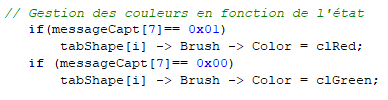 // Gestion des couleurs en fonction de l'état
if(messageCapt[7]== 0x01)
tabShape[i] -> Brush -> Color = clRed;
if (messageCapt[7]== 0x00)
tabShape[i] -> Brush -> Color = clGreen;